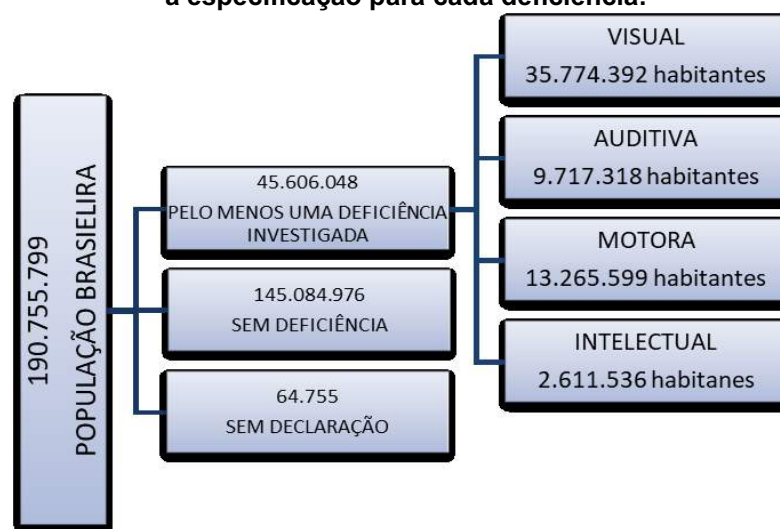 a especificação para cada deficiência.
190.755.799
POPULAÇÃO BRASIELIRA
45.606.048
PELO MENOS UMA DEFICIÊNCIA
INVESTIGADA
145.084.976
SEM DEFICIÊNCIA
64.755
SEM DECLARAÇÃO
VISUAL
35.774.392 habitantes
AUDITIVA
9.717.318 habitantes
MOTORA
13.265.599 habitantes
INTELECTUAL
2.611.536 habitanes